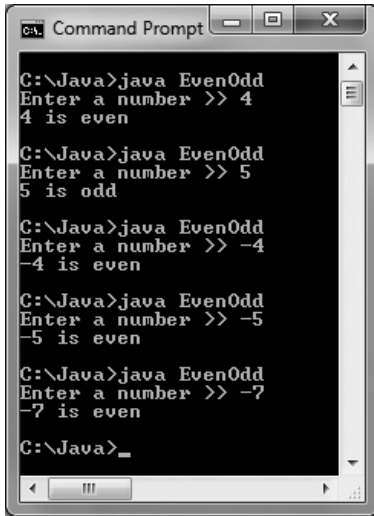 Command Prompt
C:\Java>java EvenOdd
Enter a number >> 4
4 is even
C:\Java>java EvenOdd
Enter a number >> 5
5 is odd
C:\Java>java EvenOdd
Enter a number >> -4
-4 is even
C:\Java>java EvenOdd
Enter a number >> -5
-5 is even
C:\Java>java EvenOdd
Enter a number >> -7
-7 is even
C:\Java>_